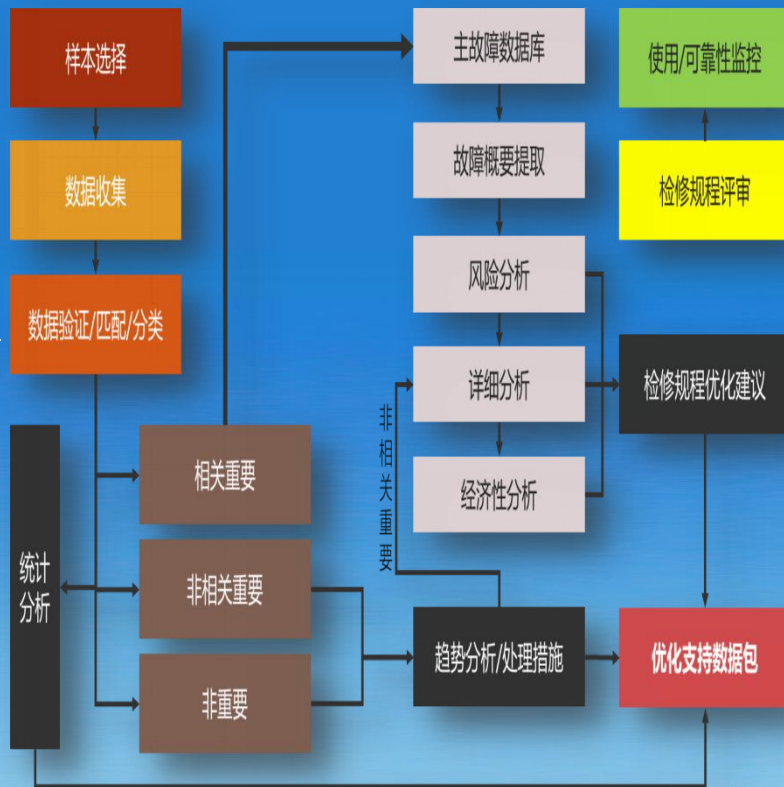 样本选择
数据收集
数据验证/匹配/分类
统计
分析
相关重要
非相关重要
非重要
主故障数据库
故障概要提取
风险分析
详细分析
经济性分析
非相关重要
趋势分析/处理措施
使用/可靠性监控
检修规程评审
检修规程优化建议
优化支持数据包